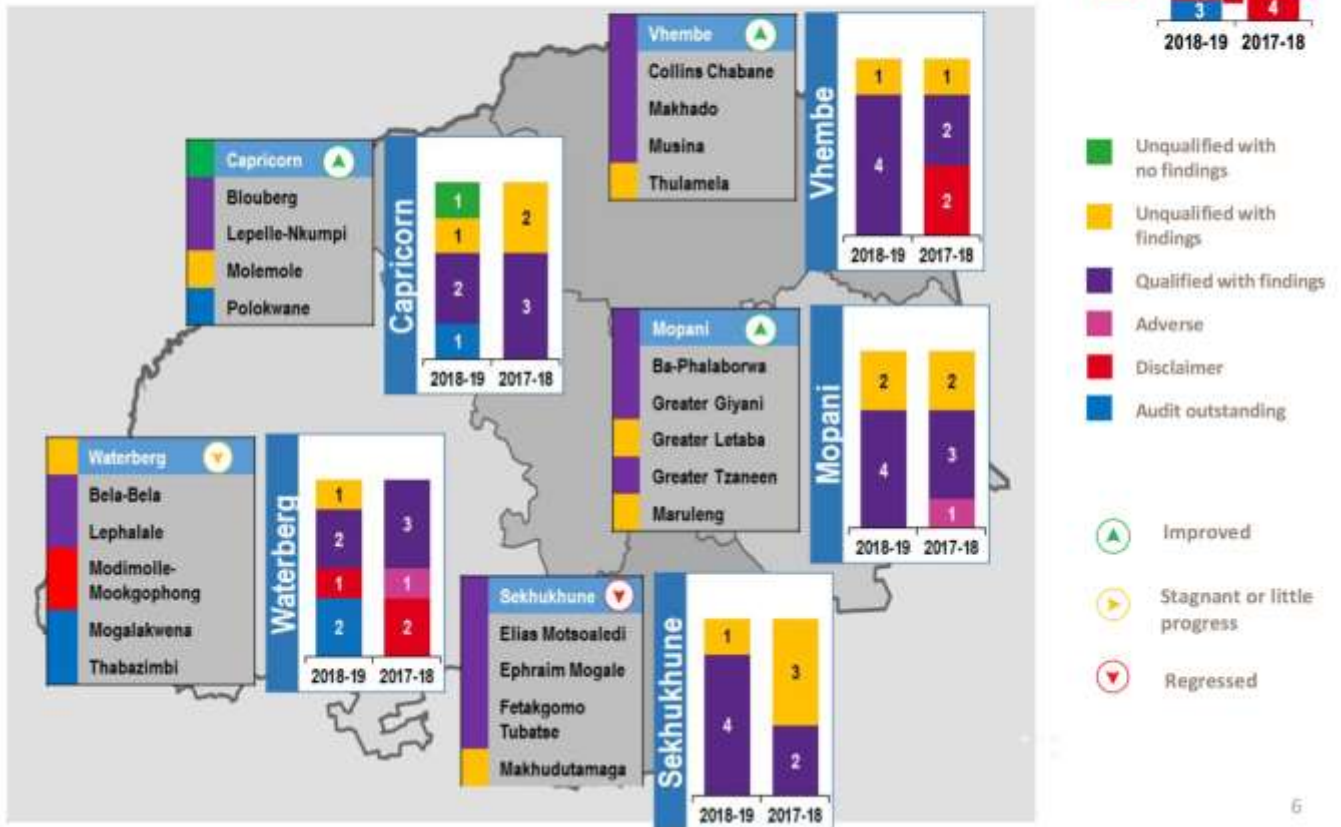 3
4
2018-19 2017-18
Vhembe
Collins Chabane
Makhado
Musina
Thulamela
Vhembe
1
1
4
2
2
2018-19 2017-18
Capricorn
Blouberg
Lepelle-Nkumpi
Molemole
Polokwane
Capricorn
1
1
2
1
2
3
2018-19 2017-18
Unqualified with
no findings
Unqualified with
findings
Qualified with findings
Adverse
Disclaimer
Audit outstanding
Mopani
Ba-Phalaborwa
Greater Giyani
Greater Letaba
Greater Tzaneen
Maruleng
Mopani
2
2
4
3
1
2018-19 2017-18
Waterberg
Bela-Bela
Lephalale
Modimolle-
Mookgophong
Mogalakwena
Thabazimbi
Waterberg
1
2
1
2
3
1
2
2018-19 2017-18
Improved
Stagnant or little
progress
Regressed
Sekhukhune
Elias Motsoaledi
Ephraim Mogale
Fetakgomo
Tubatse
Makhudutamaga
Sekhukhune
1
4
3
2
2018-19 2017-18
6